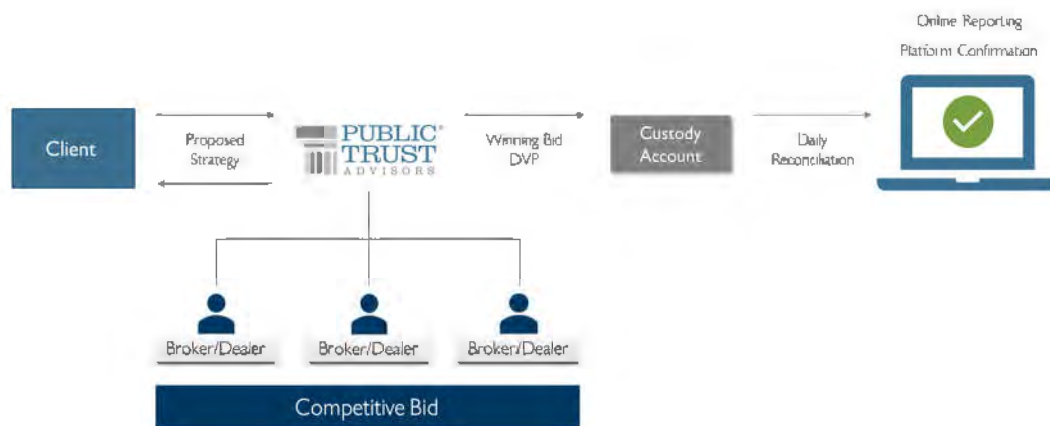 Online Reporting
Platform Confirmation
Client
Proposed
Strategy
PUBLIC
TRUST
ADVISORS
Winning Bid
DVP
Custody
Account
Daily
Reconciliation
Broker/Dealer
Broker/Dealer
Broker/Dealer
Competitive Bid